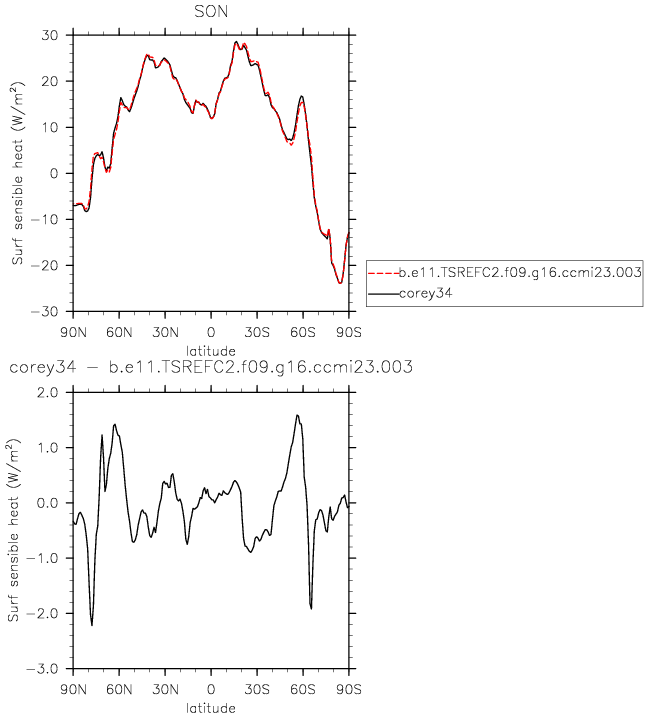 SON
30
20
10
0
−10
−20
−30
Surf sensible heat (W/m²)
90N 60N 30N 0 30S 60S 90S
latitude
b.e11.TSREFC2.f09.g16.ccmi23.003
corey34
corey34 − b.e11.TSREFC2.f09.g16.ccmi23.003
2.0
1.0
0.0
−1.0
−2.0
−3.0
Surf sensible heat (W/m²)
90N 60N 30N 0 30S 60S 90S
latitude